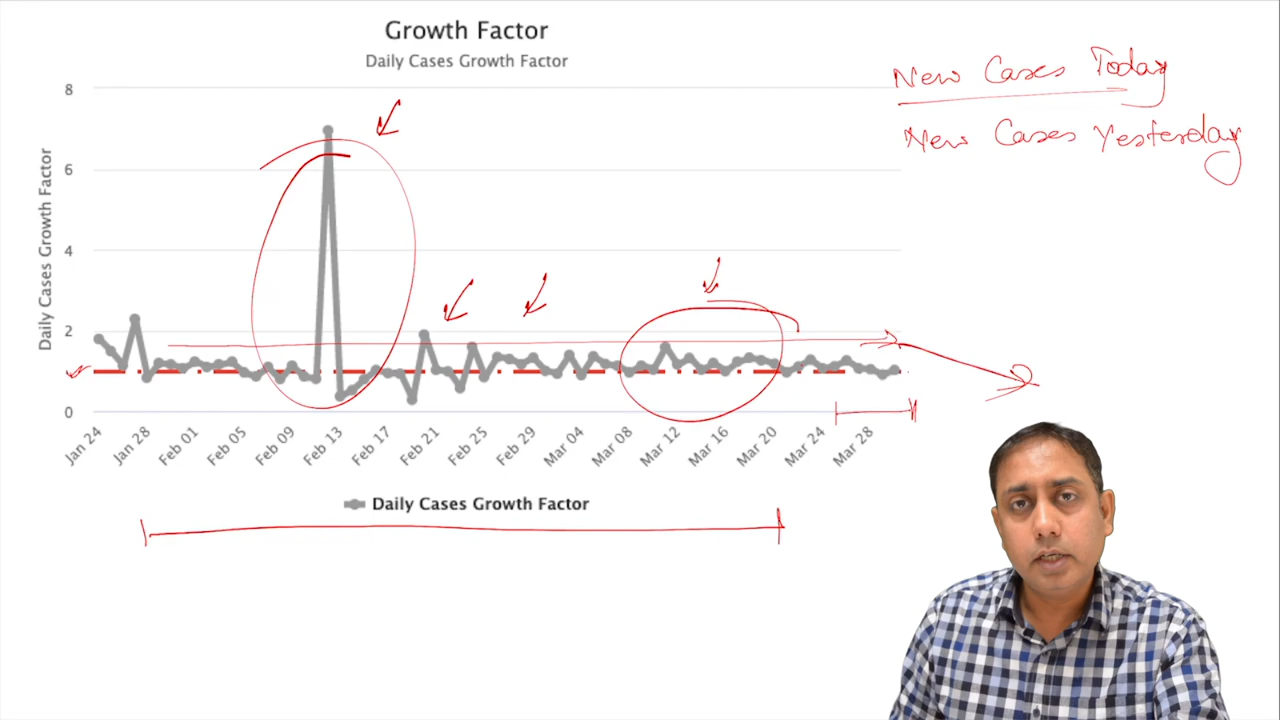 Growth Factor
Daily Cases Growth Factor
New Cases Today
New Cases Yesterday
Daily Cases Growth Factor
8
6
4
2
0
Jan 24
Jan 28
Feb 01
Feb 05
Feb 09
Feb 13
Feb 17
Feb 21
Feb 25
Feb 29
Mar 04
Mar 08
Mar 12
Mar 16
Mar 20
Mar 24
Mar 28
Daily Cases Growth Factor